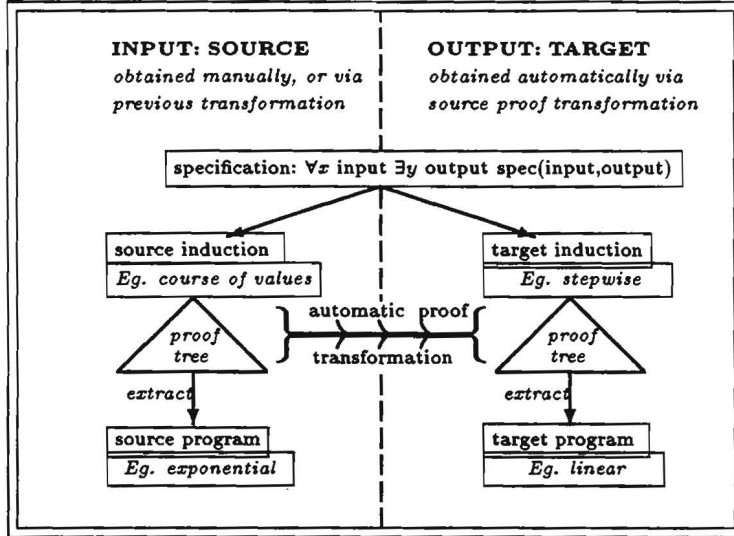 INPUT: SOURCE
obtained manually, or via
previous transformation
OUTPUT: TARGET
obtained automatically via
source proof transformation
specification: ∀x input ∃y output spec(input,output)
source induction
Eg. course of values
target induction
Eg. stepwise
automatic proof
transformation
proof
tree
proof
tree
extract
extract
source program
Eg. exponential
target program
Eg. linear